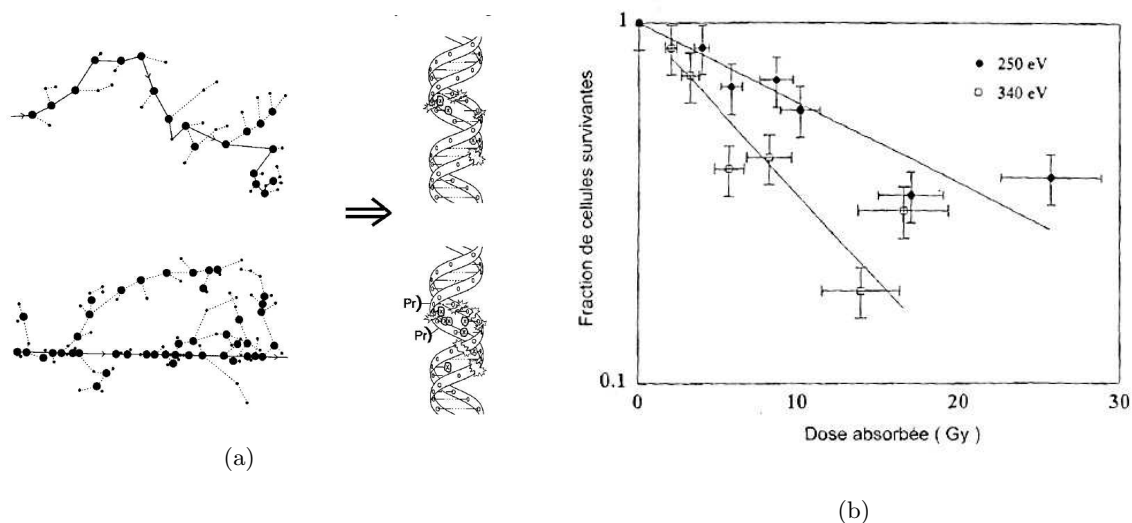 Pr)
Pr)
(a)
Fraction de cellules survivantes
1
0.1
250 eV
340 eV
0
10
20
30
Dose absorbée ( Gy )
(b)